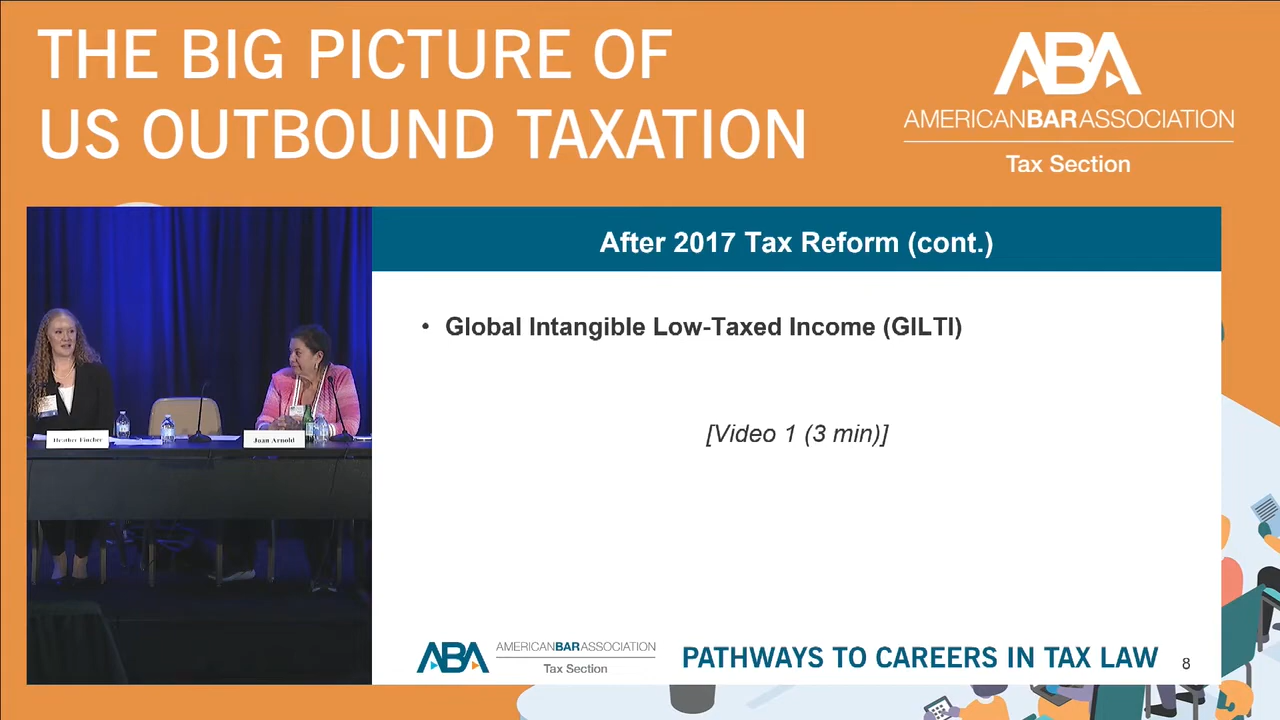 THE BIG PICTURE OF
US OUTBOUND TAXATION
ABA
AMERICANBARASSOCIATION
Tax Section
After 2017 Tax Reform (cont.)
• Global Intangible Low-Taxed Income (GILTI)
[Video 1 (3 min)]
Heather Fincher
Joan Arnold
ABA
AMERICANBARASSOCIATION
Tax Section
PATHWAYS TO CAREERS IN TAX LAW
8